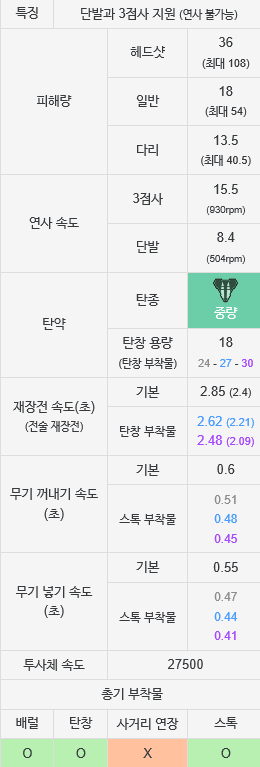 특징 단발과 3점사 지원 (연사 불가능)
피해량
헤드샷 36
(최대 108)
일반 18
(최대 54)
다리 13.5
(최대 40.5)
연사 속도
3점사 15.5
(930rpm)
단발 8.4
(504rpm)
탄약
탄종 중량
탄창 용량 18
(탄창 부착물) 24 - 27 - 30
재장전 속도(초)
(전술 재장전)
기본 2.85 (2.4)
탄창 부착물 2.62 (2.21)
2.48 (2.09)
무기 꺼내기 속도
(초)
기본 0.6
스톡 부착물 0.51
0.48
0.45
무기 넣기 속도
(초)
기본 0.55
스톡 부착물 0.47
0.44
0.41
투사체 속도 27500
총기 부착물
배럴 탄창 사거리 연장 스톡
O O X O